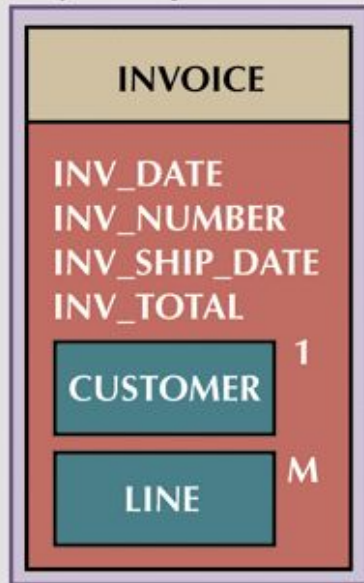 INVOICE
INV_DATE
INV_NUMBER
INV_SHIP_DATE
INV_TOTAL
1
CUSTOMER
M
LINE